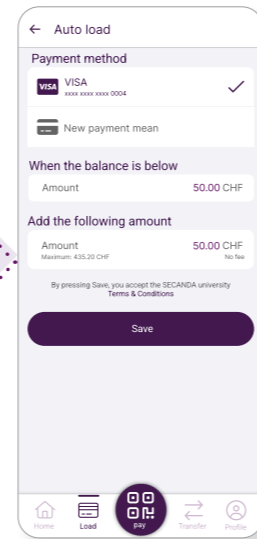 ← Auto load
Payment method
VISA VISA
xxxx xxxx xxxx 0004
New payment mean
When the balance is below
Amount 50.00 CHF
Add the following amount
Amount 50.00 CHF
Maximum: 435.20 CHF No fee
By pressing Save, you accept the SECANDA university
Terms & Conditions
Save
Home Load pay Transfer Profile